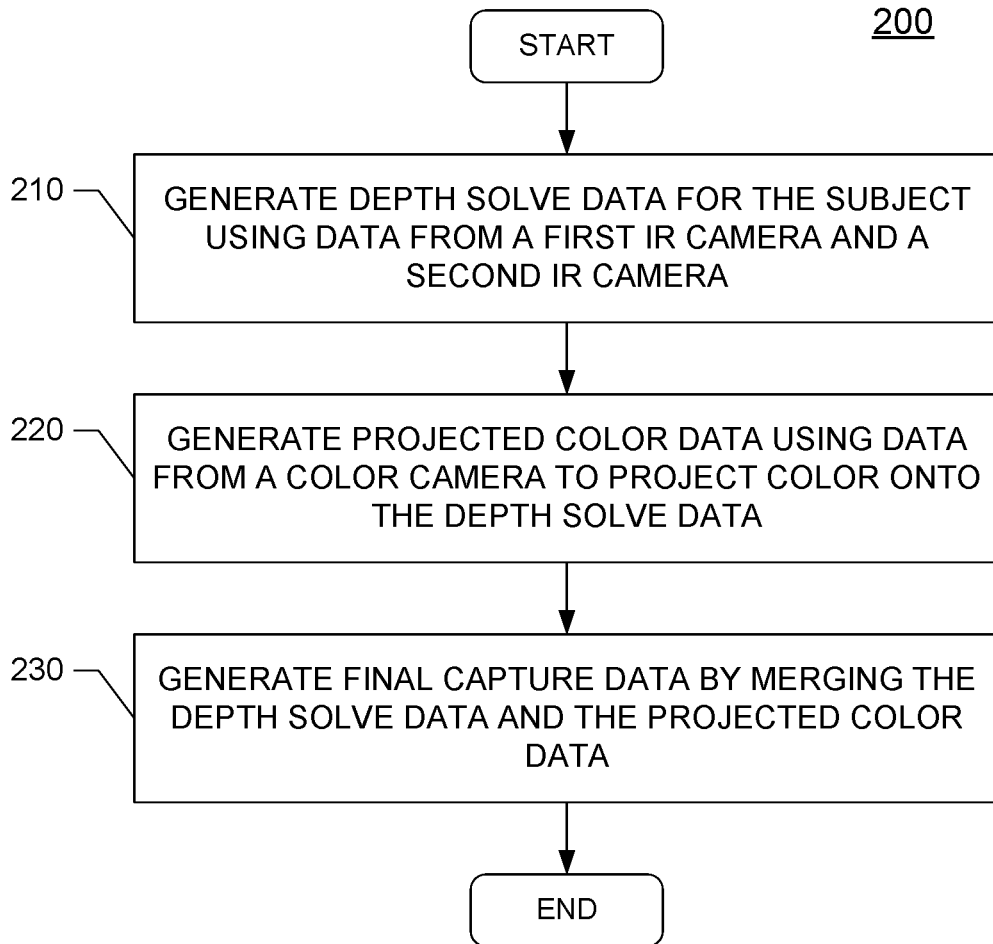 200
START
210
GENERATE DEPTH SOLVE DATA FOR THE SUBJECT
USING DATA FROM A FIRST IR CAMERA AND A
SECOND IR CAMERA
220
GENERATE PROJECTED COLOR DATA USING DATA
FROM A COLOR CAMERA TO PROJECT COLOR ONTO
THE DEPTH SOLVE DATA
230
GENERATE FINAL CAPTURE DATA BY MERGING THE
DEPTH SOLVE DATA AND THE PROJECTED COLOR
DATA
END